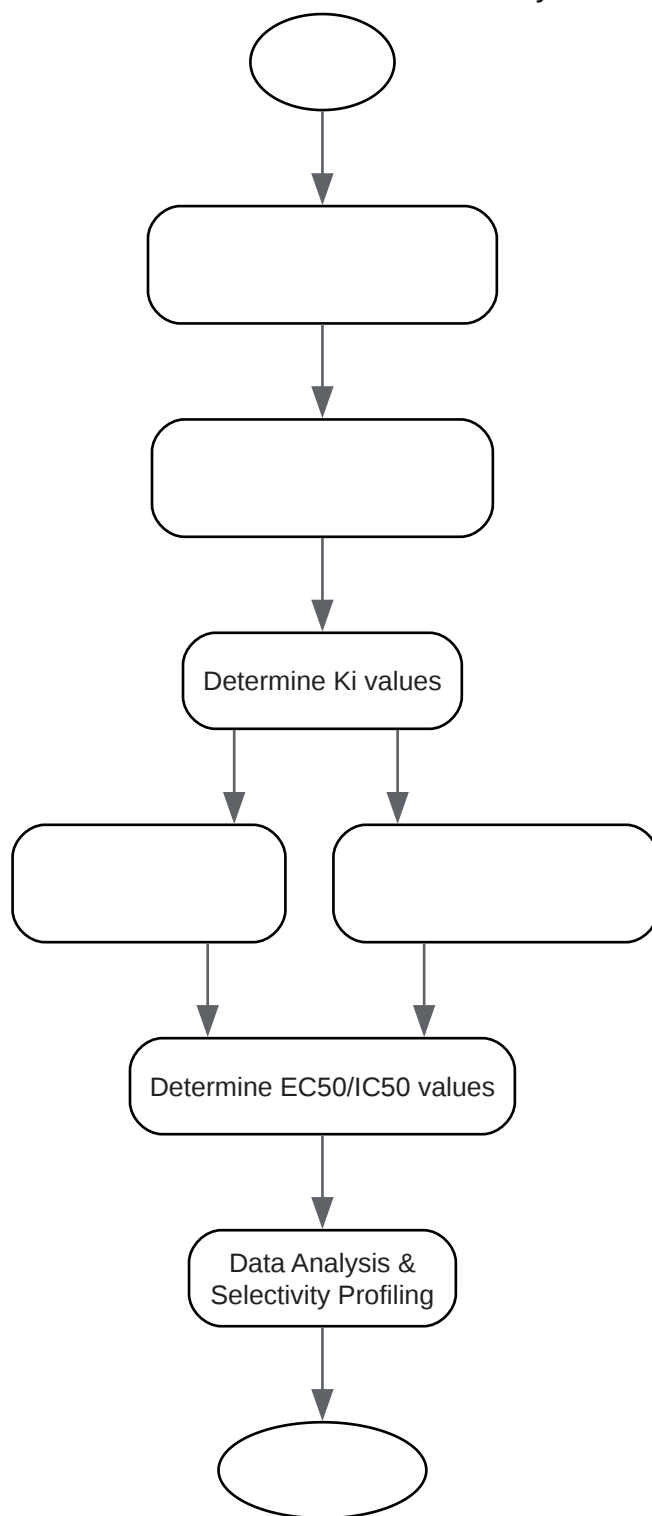 Determine Ki values
Determine EC50/IC50 values
Data Analysis &
Selectivity Profiling